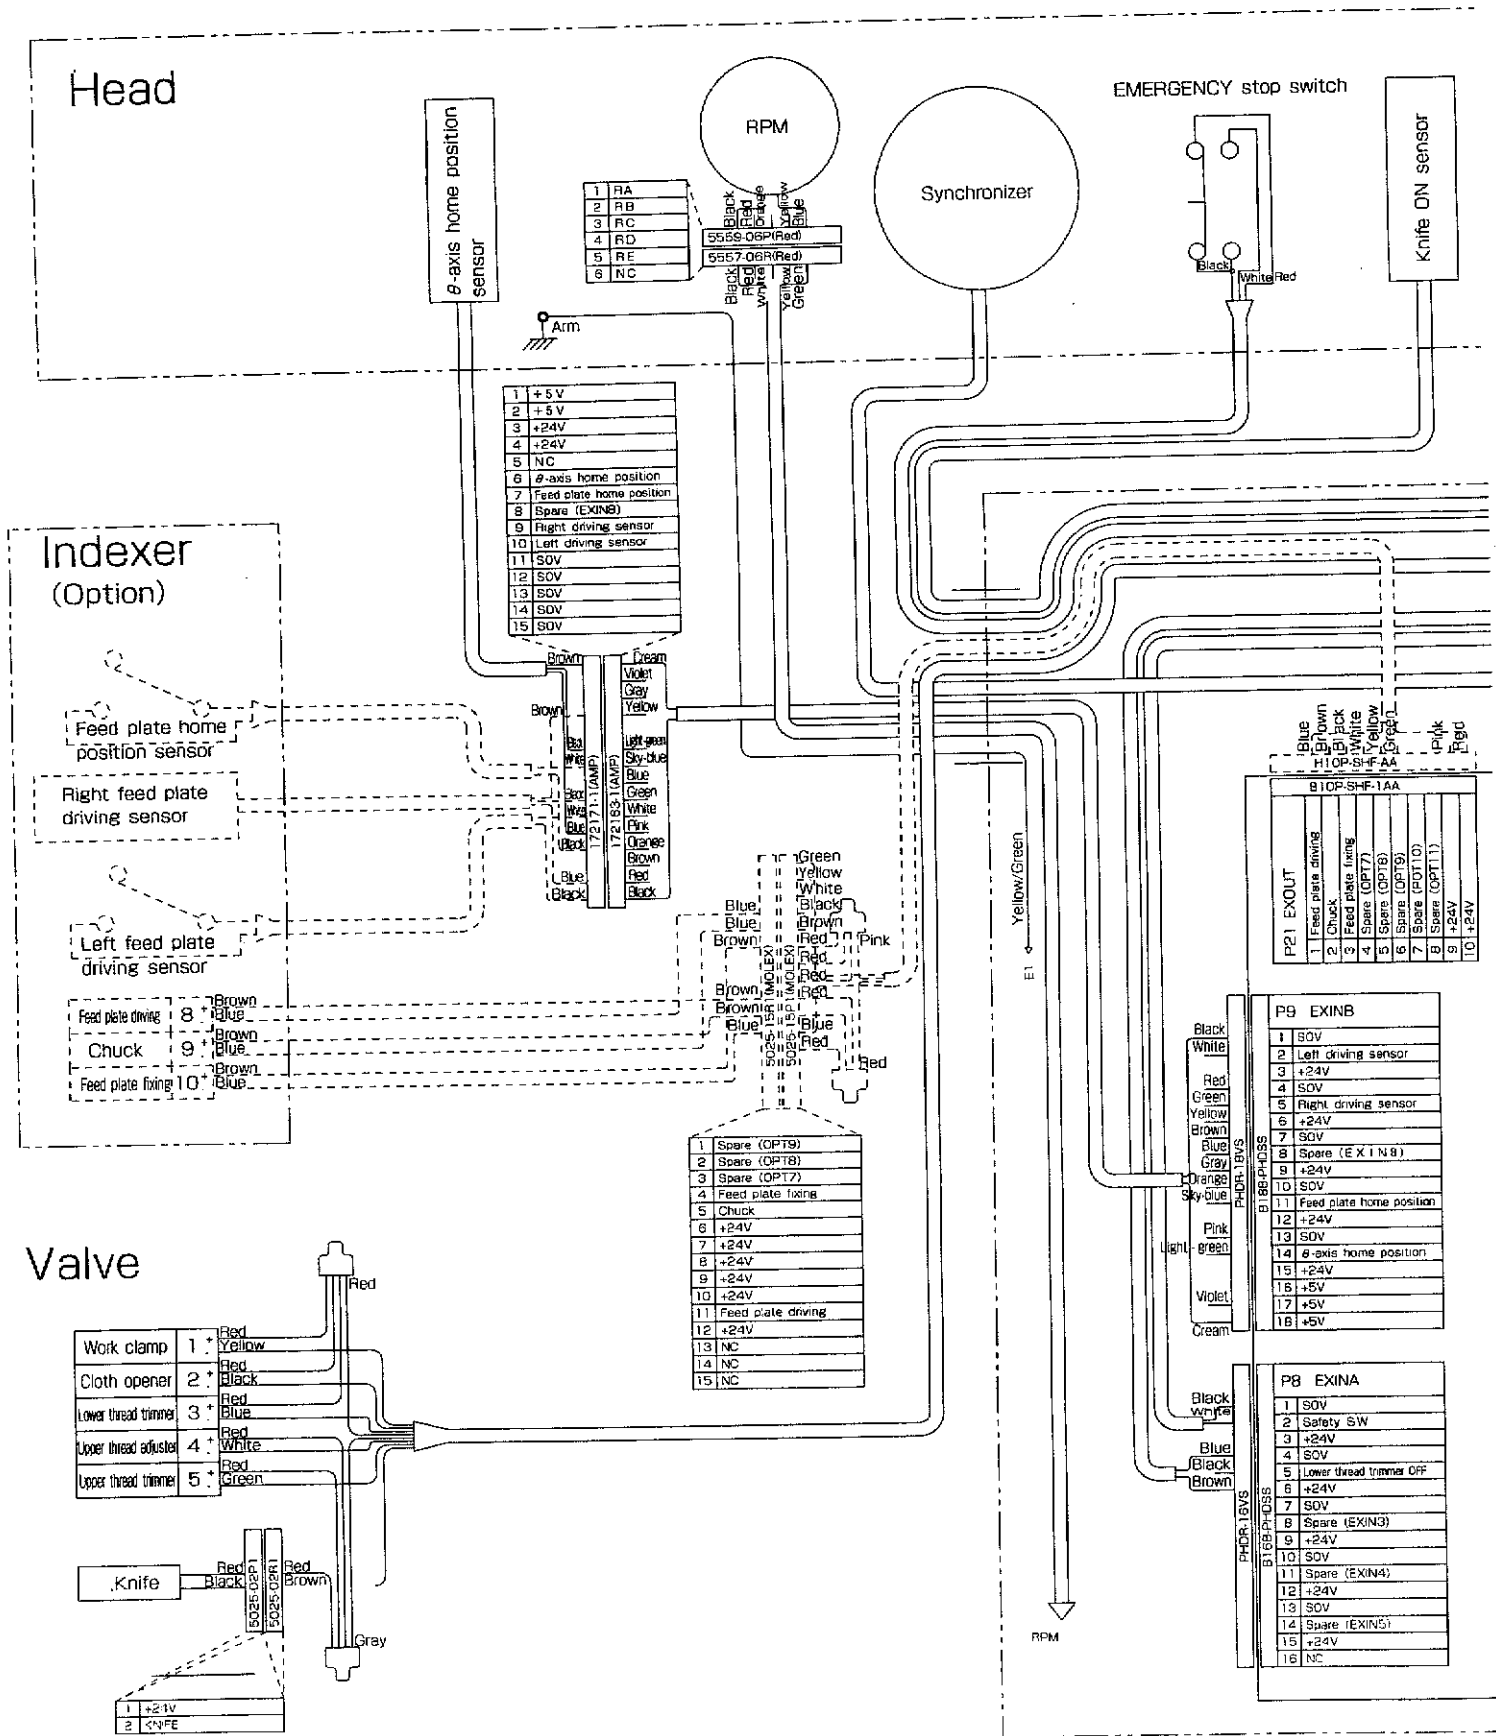 Head
θ-axis home position
sensor
RPM
1 RA
2 RB
3 RC
4 RD
5 RE
6 NC
Black
Red
Orange
Yellow
Blue
5559-06P(Red)
5557-06R(Red)
Black
Red
White
Yellow
Green
Synchronizer
EMERGENCY stop switch
Black
White
Red
Knife ON sensor
Arm
1 +5V
2 +5V
3 +24V
4 +24V
5 NC
6 θ-axis home position
7 Feed plate home position
8 Spare (EXIN8)
9 Right driving sensor
10 Left driving sensor
11 SOV
12 SOV
13 SOV
14 SOV
15 SOV
Indexer
(Option)
Feed plate home
position sensor
Right feed plate
driving sensor
Left feed plate
driving sensor
Brown
Brown
White
Black
White
Blue
Black
Blue
Black
172171-1(AMP)
172163-1(AMP)
Cream
Violet
Gray
Yellow
Light-green
Sky-blue
Blue
Green
White
Pink
Orange
Brown
Red
Black
Feed plate driving 8 + -
Brown
Blue
Chuck 9 + -
Brown
Blue
Feed plate fixing 10 + -
Brown
Blue
Blue
Blue
Brown
Brown
Brown
Blue
5025-15R1(MOLEX)
5025-15P1(MOLEX)
Green
Yellow
White
Black
Brown
Red
Red
Red
Red
Blue
Red
Pink
Red
1 Spare (OPT9)
2 Spare (OPT8)
3 Spare (OPT7)
4 Feed plate fixing
5 Chuck
6 +24V
7 +24V
8 +24V
9 +24V
10 +24V
11 Feed plate driving
12 +24V
13 NC
14 NC
15 NC
Yellow/Green
E1
RPM
Blue
Brown
Black
White
Yellow
Green
Pink
Red
H10P-SHF-AA
B10P-SHF-1AA
P21 EXOUT
1 Feed plate driving
2 Chuck
3 Feed plate fixing
4 Spare (OPT7)
5 Spare (OPT8)
6 Spare (OPT9)
7 Spare (POT10)
8 Spare (OPT11)
9 +24V
10 +24V
Black
White
Red
Green
Yellow
Brown
Blue
Gray
Orange
Sky-blue
Pink
Light-green
Violet
Cream
PHDR-18VS
B18B-PHDSS
P9 EXINB
1 SOV
2 Left driving sensor
3 +24V
4 SOV
5 Right driving sensor
6 +24V
7 SOV
8 Spare (EXIN8)
9 +24V
10 SOV
11 Feed plate home position
12 +24V
13 SOV
14 θ-axis home position
15 +24V
16 +5V
17 +5V
18 +5V
Black
White
Blue
Black
Brown
PHDR-16VS
B16B-PHDSS
P8 EXINA
1 SOV
2 Safety SW
3 +24V
4 SOV
5 Lower thread trimmer OFF
6 +24V
7 SOV
8 Spare (EXIN3)
9 +24V
10 SOV
11 Spare (EXIN4)
12 +24V
13 SOV
14 Spare (EXIN5)
15 +24V
16 NC
Valve
Red
Work clamp 1 + -
Red
Yellow
Cloth opener 2 + -
Red
Black
Lower thread trimmer 3 + -
Red
Blue
Upper thread adjuster 4 + -
Red
White
Upper thread trimmer 5 + -
Red
Green
Knife
Red
Black
5025-02P1
5025-02R1
Red
Brown
Gray
1 +24V
2 KNIFE